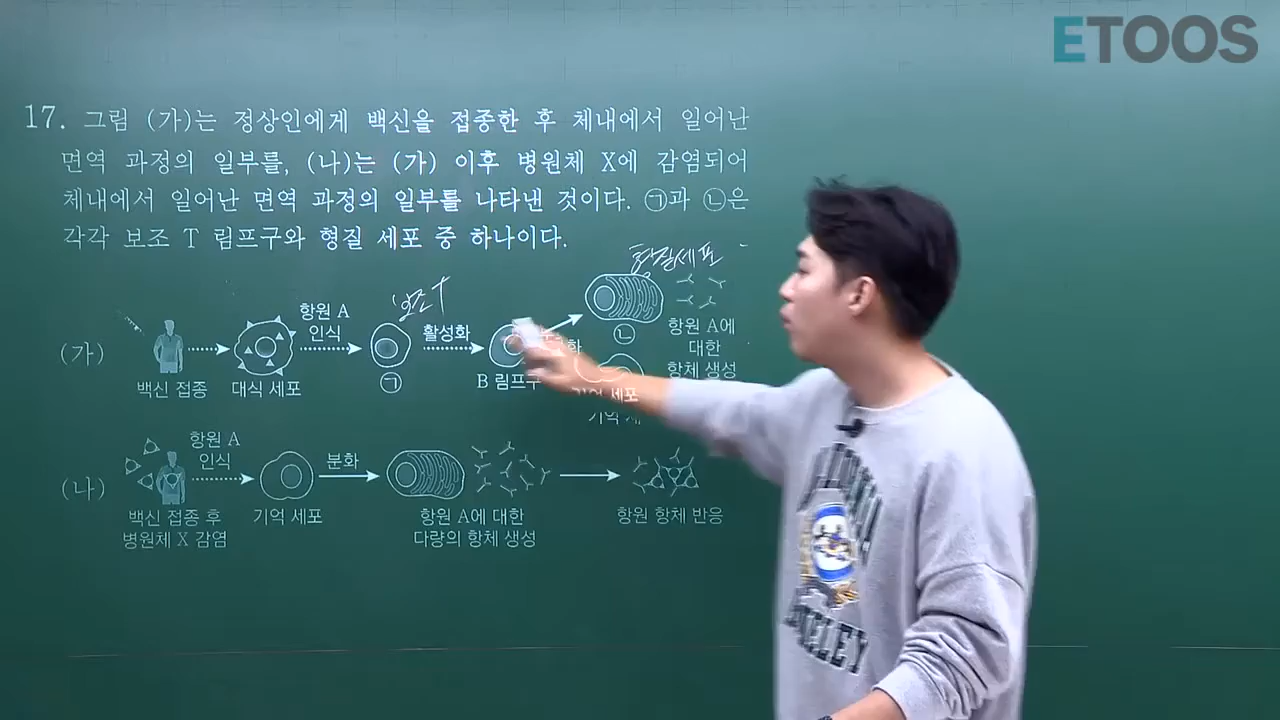 ETOOS
17. 그림 (가)는 정상인에게 백신을 접종한 후 체내에서 일어난
면역 과정의 일부를, (나)는 (가) 이후 병원체 X에 감염되어
체내에서 일어난 면역 과정의 일부를 나타낸 것이다. ㉠과 ㉡은
각각 보조 T 림프구와 형질 세포 중 하나이다.
형질세포
보조 T
(가)
항원 A
인식
활성화
㉠
㉡
백신 접종
대식 세포
B 림프구
세포
기억
항원 A에
대한
항체 생성
(나)
항원 A
인식
분화
백신 접종 후
병원체 X 감염
기억 세포
항원 A에 대한
다량의 항체 생성
항원 항체 반응